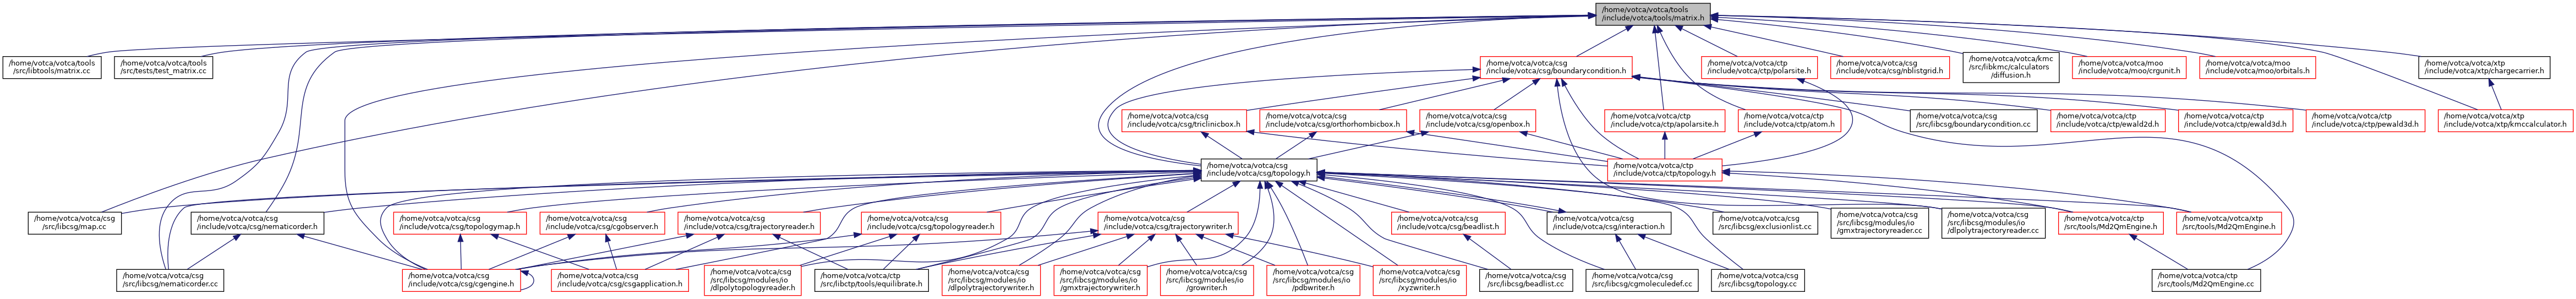 /home/votca/votca/tools
/include/votca/tools/matrix.h
/home/votca/votca/tools
/src/libtools/matrix.cc
/home/votca/votca/tools
/src/tests/test_matrix.cc
/home/votca/votca/csg
/include/votca/csg/boundarycondition.h
/home/votca/votca/ctp
/include/votca/ctp/polarsite.h
/home/votca/votca/csg
/include/votca/csg/nblistgrid.h
/home/votca/votca/kmc
/src/libkmc/calculators
/diffusion.h
/home/votca/votca/moo
/include/votca/moo/crgunit.h
/home/votca/votca/moo
/include/votca/moo/orbitals.h
/home/votca/votca/xtp
/include/votca/xtp/chargecarrier.h
/home/votca/votca/csg
/include/votca/csg/triclinicbox.h
/home/votca/votca/csg
/include/votca/csg/orthorhombicbox.h
/home/votca/votca/csg
/include/votca/csg/openbox.h
/home/votca/votca/ctp
/include/votca/ctp/apolarsite.h
/home/votca/votca/ctp
/include/votca/ctp/atom.h
/home/votca/votca/csg
/src/libcsg/boundarycondition.cc
/home/votca/votca/ctp
/include/votca/ctp/ewald2d.h
/home/votca/votca/ctp
/include/votca/ctp/ewald3d.h
/home/votca/votca/ctp
/include/votca/ctp/pewald3d.h
/home/votca/votca/xtp
/include/votca/xtp/kmccalculator.h
/home/votca/votca/csg
/include/votca/csg/topology.h
/home/votca/votca/ctp
/include/votca/ctp/topology.h
/home/votca/votca/csg
/src/libcsg/map.cc
/home/votca/votca/csg
/include/votca/csg/nematicorder.h
/home/votca/votca/csg
/include/votca/csg/topologymap.h
/home/votca/votca/csg
/include/votca/csg/cgobserver.h
/home/votca/votca/csg
/include/votca/csg/trajectoryreader.h
/home/votca/votca/csg
/include/votca/csg/topologyreader.h
/home/votca/votca/csg
/include/votca/csg/trajectorywriter.h
/home/votca/votca/csg
/include/votca/csg/beadlist.h
/home/votca/votca/csg
/include/votca/csg/interaction.h
/home/votca/votca/csg
/src/libcsg/exclusionlist.cc
/home/votca/votca/csg
/src/libcsg/modules/io
/gmxtrajectoryreader.cc
/home/votca/votca/csg
/src/libcsg/modules/io
/dlpolytrajectoryreader.cc
/home/votca/votca/ctp
/src/tools/Md2QmEngine.h
/home/votca/votca/xtp
/src/tools/Md2QmEngine.h
/home/votca/votca/csg
/src/libcsg/nematicorder.cc
/home/votca/votca/csg
/include/votca/csg/cgengine.h
/home/votca/votca/csg
/include/votca/csg/csgapplication.h
/home/votca/votca/csg
/src/libcsg/modules/io
/dlpolytopologyreader.h
/home/votca/votca/ctp
/src/libctp/tools/equilibrate.h
/home/votca/votca/csg
/src/libcsg/modules/io
/dlpolytrajectorywriter.h
/home/votca/votca/csg
/src/libcsg/modules/io
/gmxtrajectorywriter.h
/home/votca/votca/csg
/src/libcsg/modules/io
/growriter.h
/home/votca/votca/csg
/src/libcsg/modules/io
/pdbwriter.h
/home/votca/votca/csg
/src/libcsg/modules/io
/xyzwriter.h
/home/votca/votca/csg
/src/libcsg/beadlist.cc
/home/votca/votca/csg
/src/libcsg/cgmoleculedef.cc
/home/votca/votca/csg
/src/libcsg/topology.cc
/home/votca/votca/ctp
/src/tools/Md2QmEngine.cc